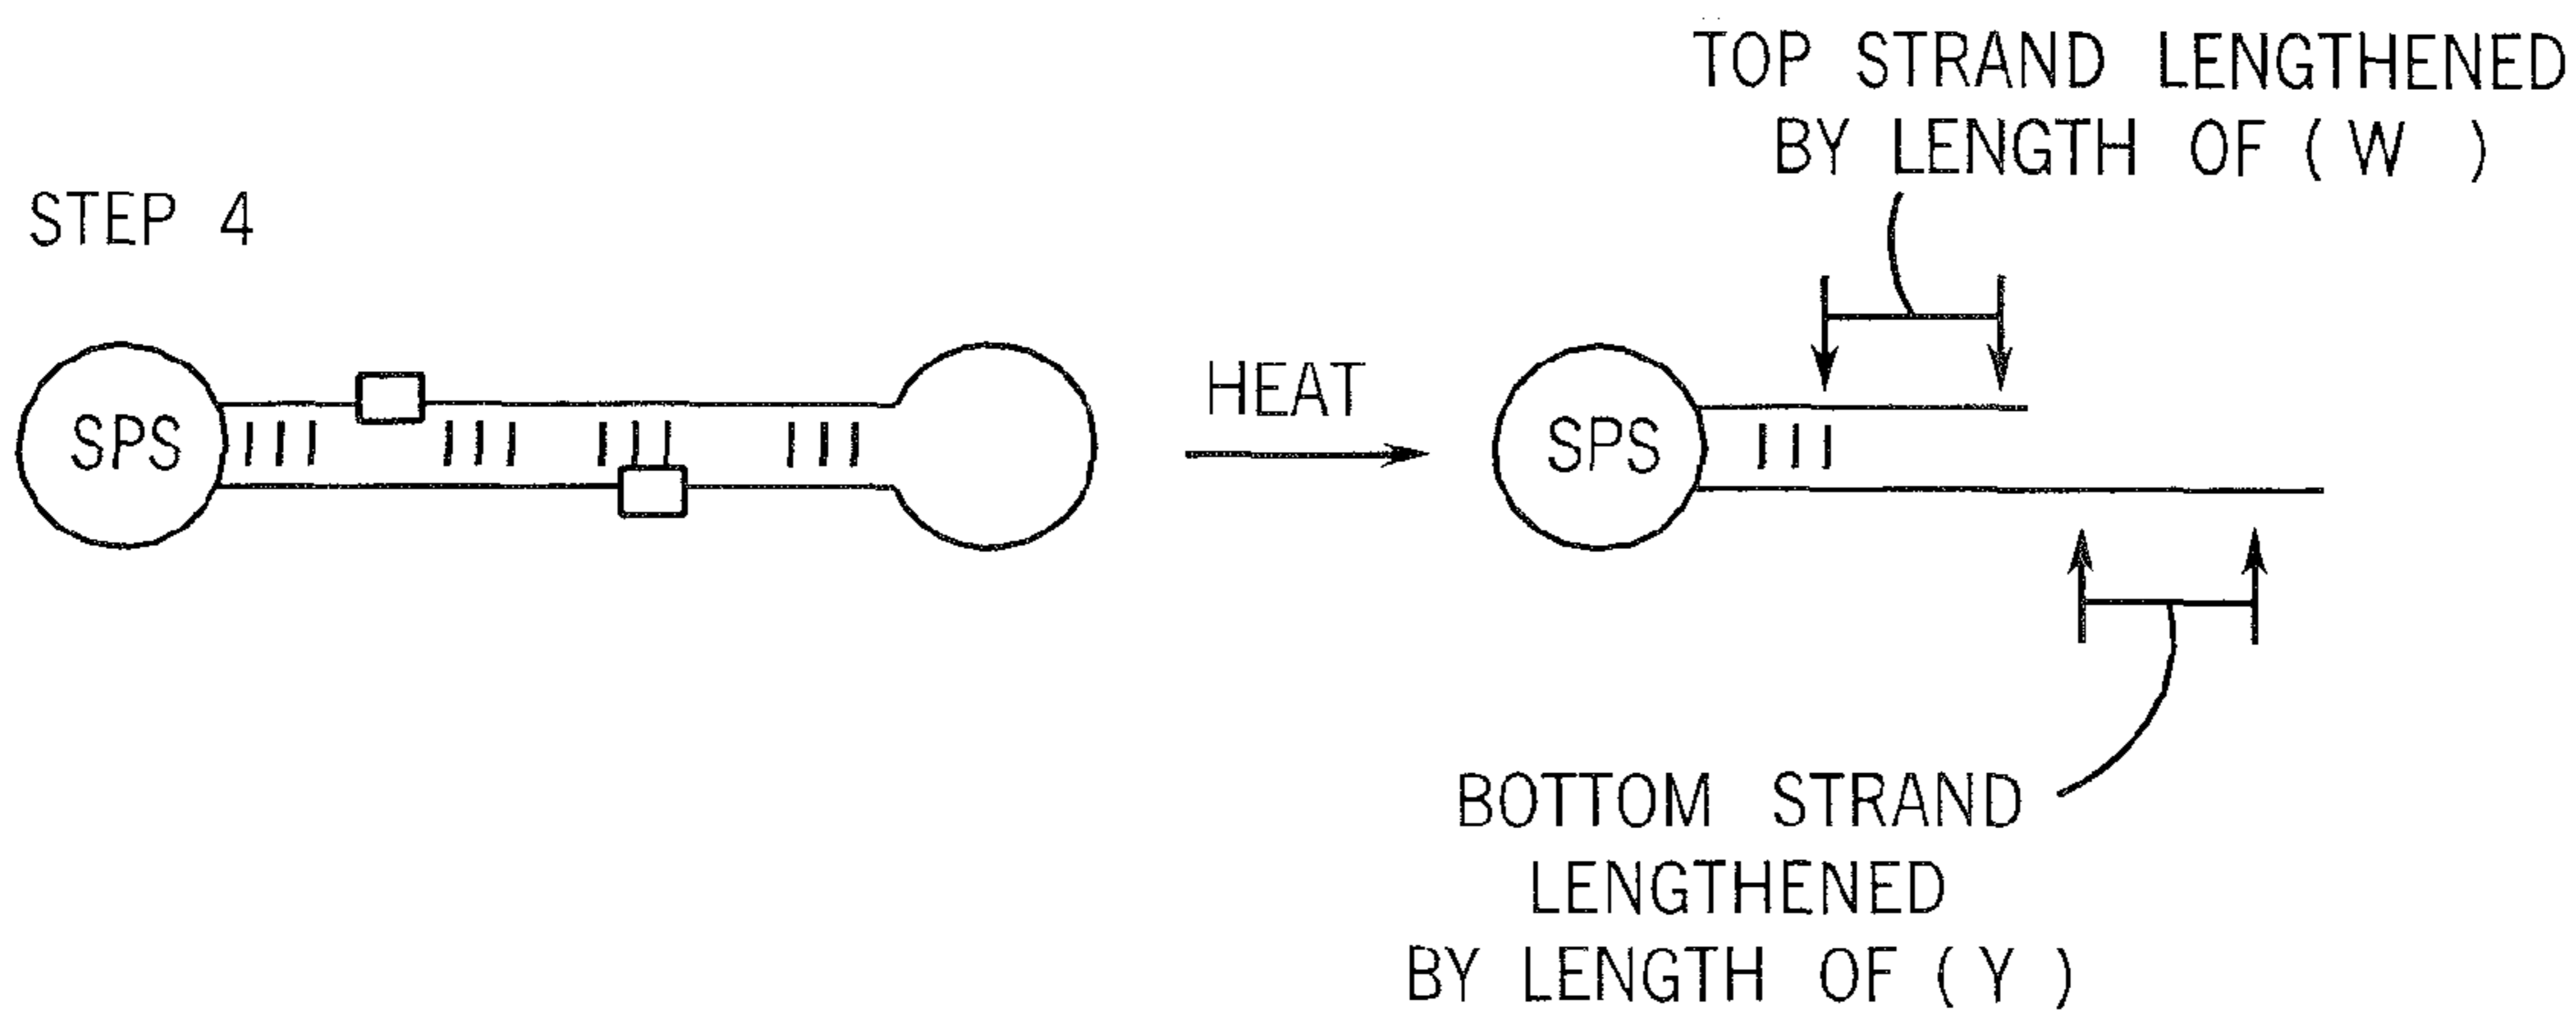 TOP STRAND LENGTHENED
BY LENGTH OF ( W )
STEP 4
SPS
HEAT
SPS
BOTTOM STRAND
LENGTHENED
BY LENGTH OF ( Y )